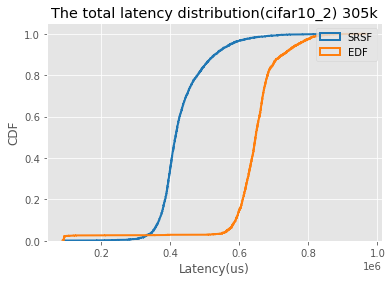 The total latency distribution(cifar10_2) 305k
SRSF
EDF
CDF
1.0
0.8
0.6
0.4
0.2
0.0
0.2 0.4 0.6 0.8 1.0
1e6
Latency(us)